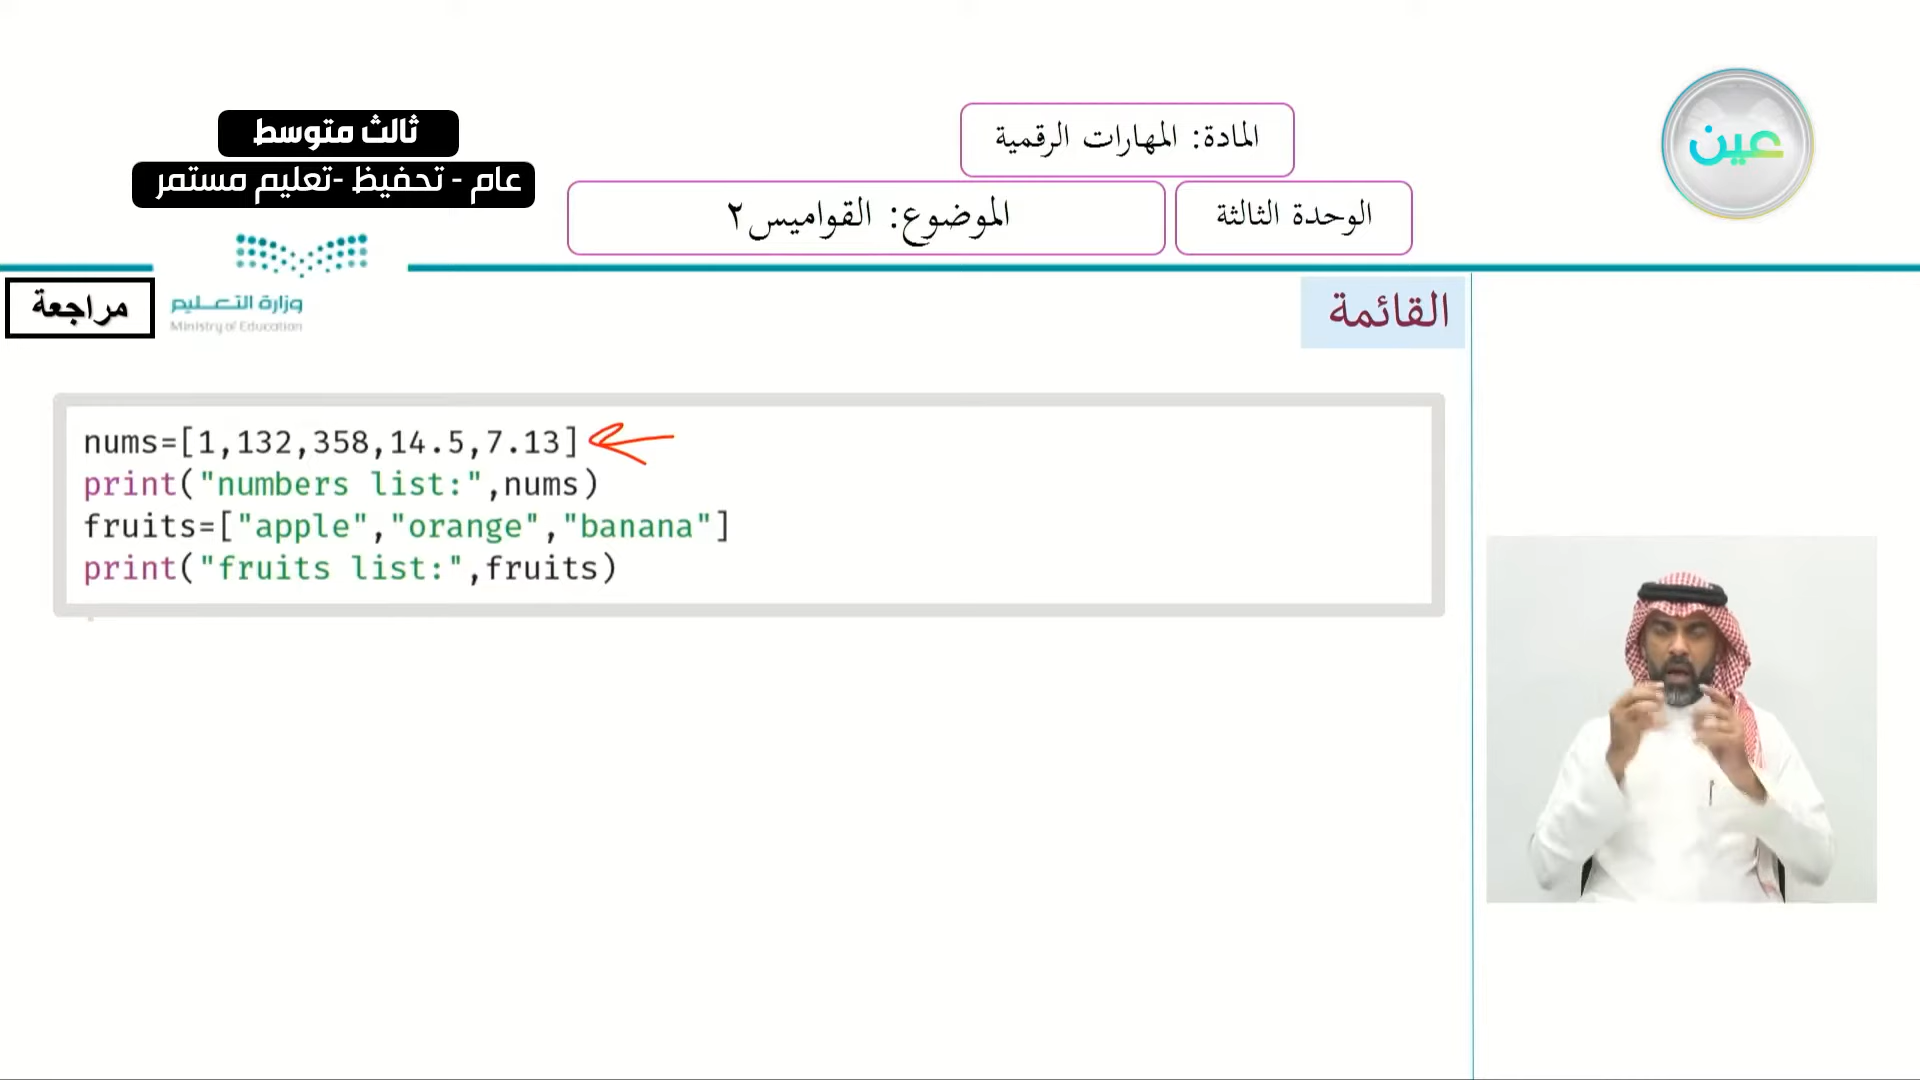 عين
المادة: المهارات الرقمية
ثالث متوسط
عام - تحفيظ -تعليم مستمر
الوحدة الثالثة
الموضوع: القواميس٢
وزارة التعليم
Ministry of Education
مراجعة
القائمة
nums=[1,132,358,14.5,7.13]
print("numbers list:",nums)
fruits=["apple","orange","banana"]
print("fruits list:",fruits)